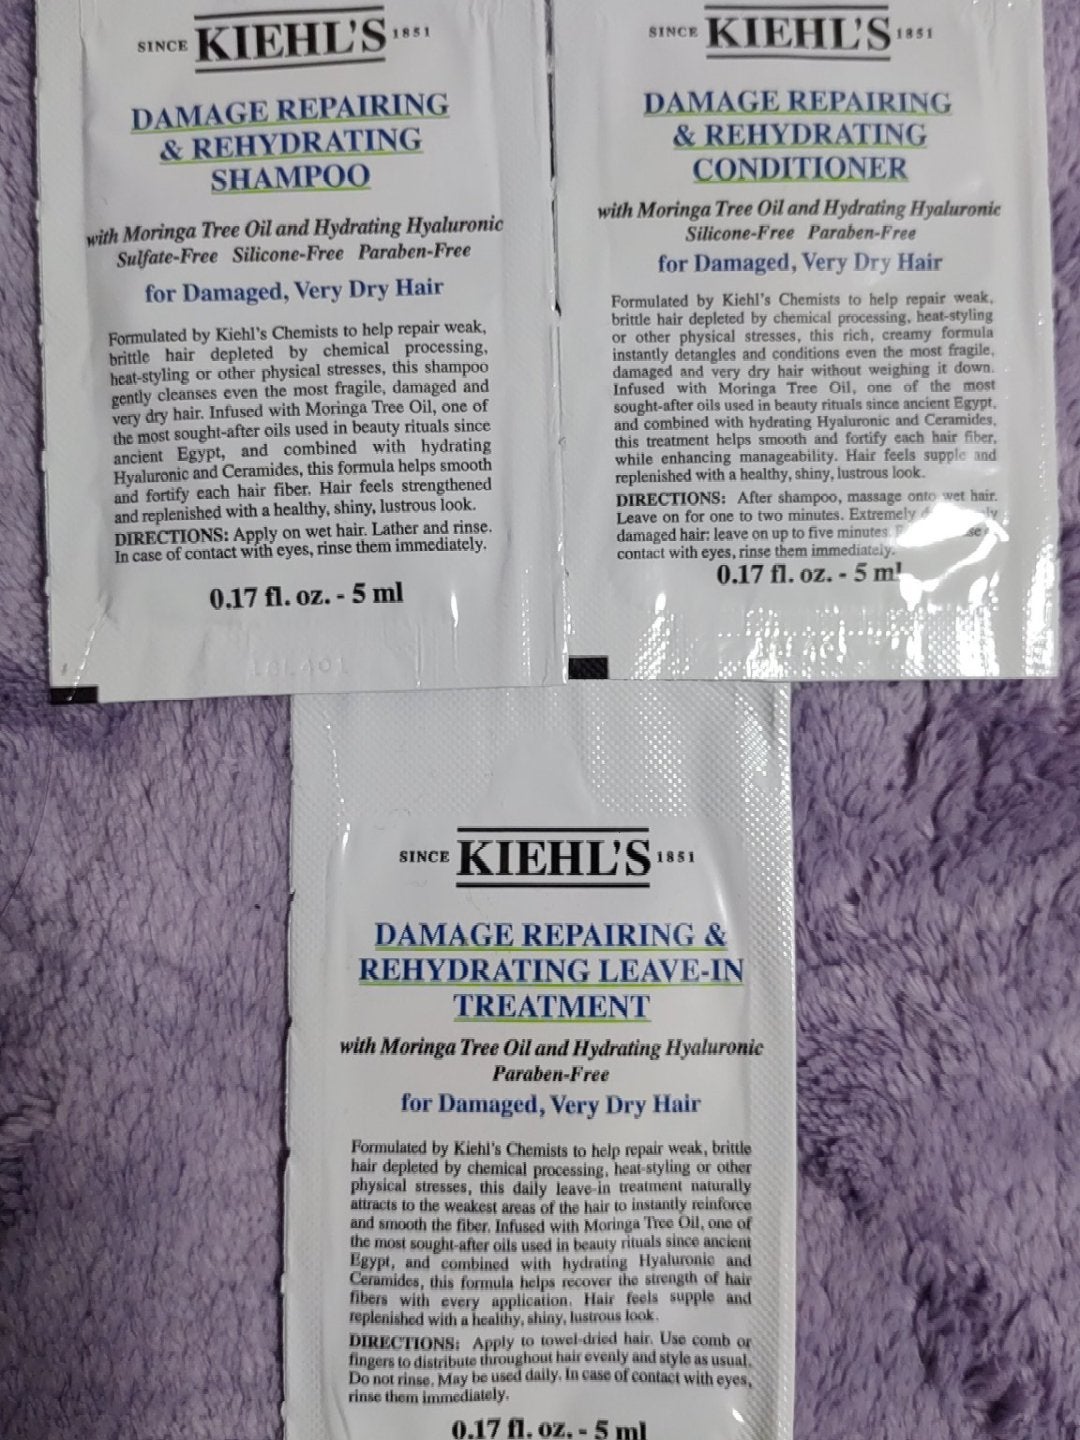 SINCE KIEHL'S 1851
DAMAGE REPAIRING
& REHYDRATING
SHAMPOO
with Moringa Tree Oil and Hydrating Hyaluronic
Sulfate-Free Silicone-Free Paraben-Free
for Damaged, Very Dry Hair
Formulated by Kiehl's Chemists to help repair weak,
brittle hair depleted by chemical processing,
heat-styling or other physical stresses, this shampoo
gently cleanses even the most fragile, damaged and
very dry hair. Infused with Moringa Tree Oil, one of
the most sought-after oils used in beauty rituals since
ancient Egypt, and combined with hydrating
Hyaluronic and Ceramides, this formula helps smooth
and fortify each hair fiber. Hair feels strengthened
and replenished with a healthy, shiny, lustrous look.
DIRECTIONS: Apply on wet hair. Lather and rinse.
In case of contact with eyes, rinse them immediately.
0.17 fl. oz. - 5 ml
SINCE KIEHL'S 1851
DAMAGE REPAIRING
& REHYDRATING
CONDITIONER
with Moringa Tree Oil and Hydrating Hyaluronic
Silicone-Free Paraben-Free
for Damaged, Very Dry Hair
Formulated by Kiehl's Chemists to help repair weak,
brittle hair depleted by chemical processing, heat-styling
or other physical stresses, this rich, creamy formula
instantly detangles and conditions even the most fragile,
damaged and very dry hair without weighing it down.
Infused with Moringa Tree Oil, one of the most
sought-after oils used in beauty rituals since ancient Egypt,
and combined with hydrating Hyaluronic and Ceramides,
this treatment helps smooth and fortify each hair fiber,
while enhancing manageability. Hair feels supple and
replenished with a healthy, shiny, lustrous look.
DIRECTIONS: After shampoo, massage onto wet hair.
Leave on for one to two minutes. Extremely
damaged hair: leave on up to five minutes.
contact with eyes, rinse them immediately.
0.17 fl. oz. - 5 ml
SINCE KIEHL'S 1851
DAMAGE REPAIRING &
REHYDRATING LEAVE-IN
TREATMENT
with Moringa Tree Oil and Hydrating Hyaluronic
Paraben-Free
for Damaged, Very Dry Hair
Formulated by Kiehl's Chemists to help repair weak, brittle
hair depleted by chemical processing, heat-styling or other
physical stresses, this daily leave-in treatment naturally
attracts to the weakest areas of the hair to instantly reinforce
and smooth the fiber. Infused with Moringa Tree Oil, one of
the most sought-after oils used in beauty rituals since ancient
Egypt, and combined with hydrating Hyaluronic and
Ceramides, this formula helps recover the strength of hair
fibers with every application. Hair feels supple and
replenished with a healthy, shiny, lustrous look.
DIRECTIONS: Apply to towel-dried hair. Use comb or
fingers to distribute throughout hair evenly and style as usual.
Do not rinse. May be used daily. In case of contact with eyes,
rinse them immediately.
0.17 fl. oz. - 5 ml